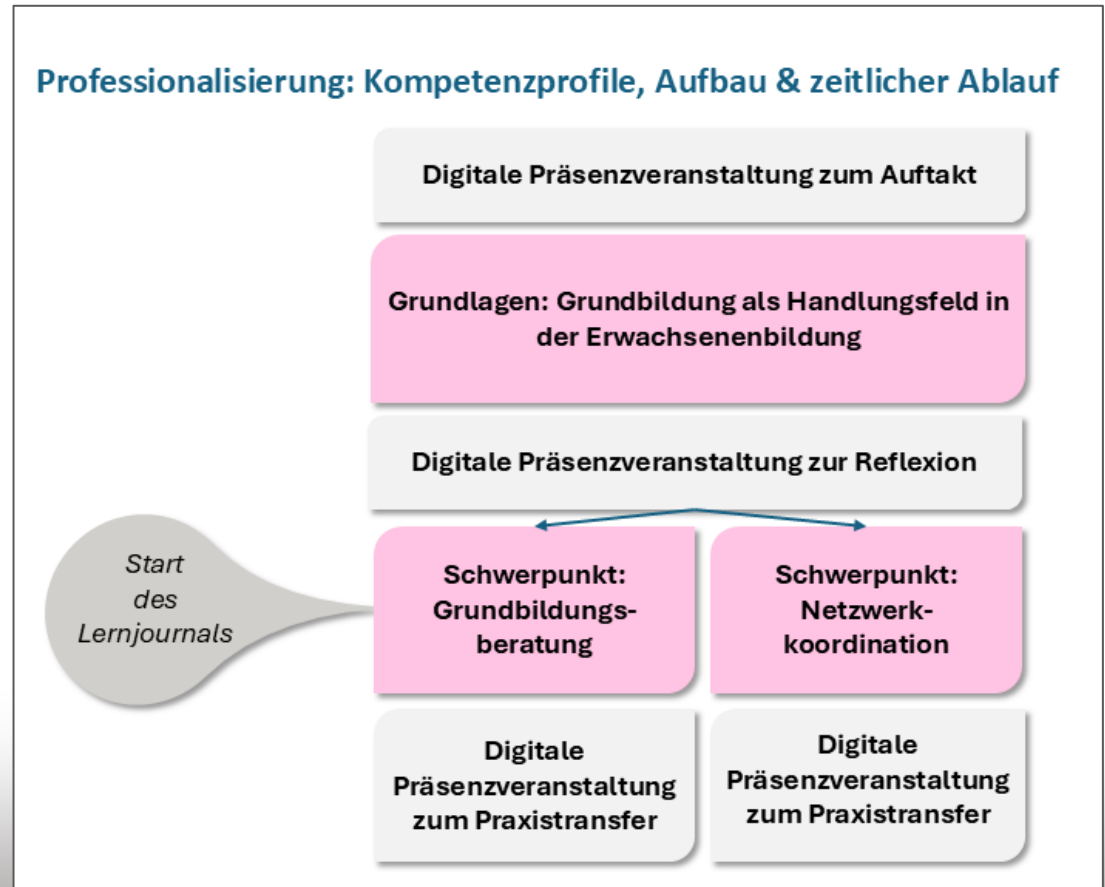 Professionalisierung: Kompetenzprofile, Aufbau & zeitlicher Ablauf
Digitale Präsenzveranstaltung zum Auftakt
Grundlagen: Grundbildung als Handlungsfeld in
der Erwachsenenbildung
Digitale Präsenzveranstaltung zur Reflexion
Start
des
Lernjournals
Schwerpunkt:
Grundbildungs-
beratung
Schwerpunkt:
Netzwerk-
koordination
Digitale
Präsenzveranstaltung
zum Praxistransfer
Digitale
Präsenzveranstaltung
zum Praxistransfer